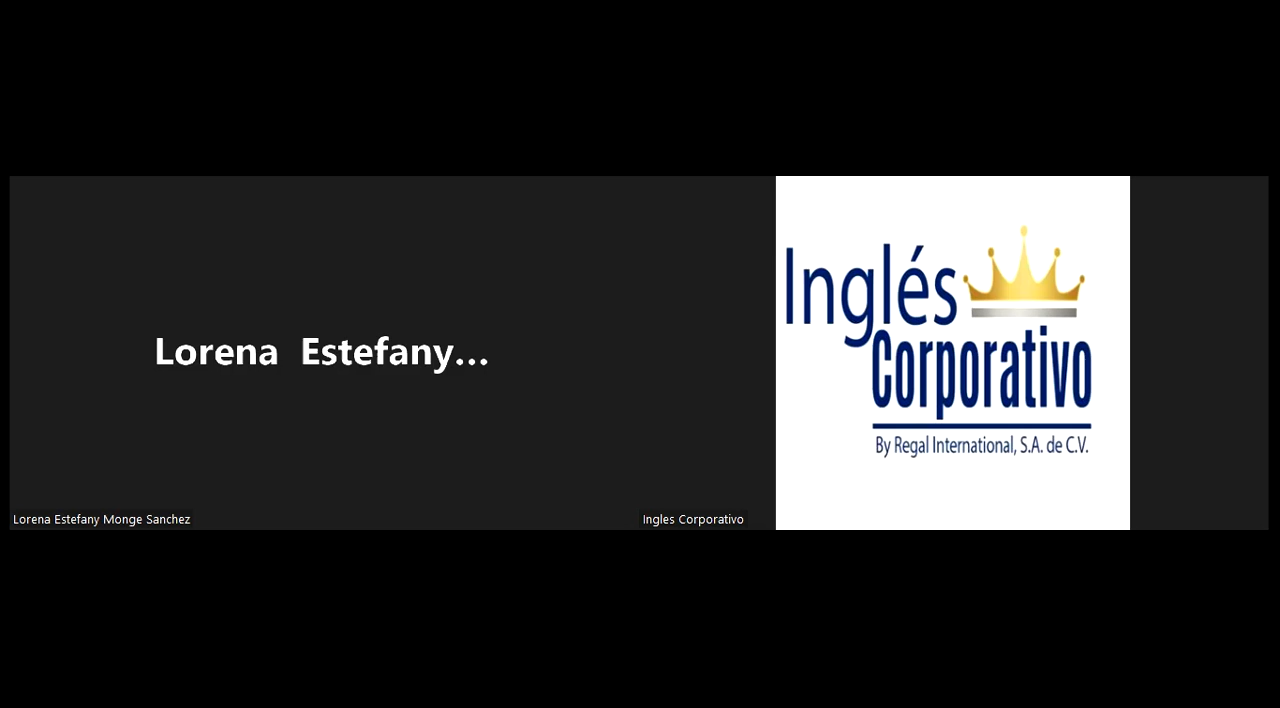 Lorena Estefany...
Lorena Estefany Monge Sanchez
Inglés
Corporativo
By Regal International, S.A. de C.V.
Ingles Corporativo